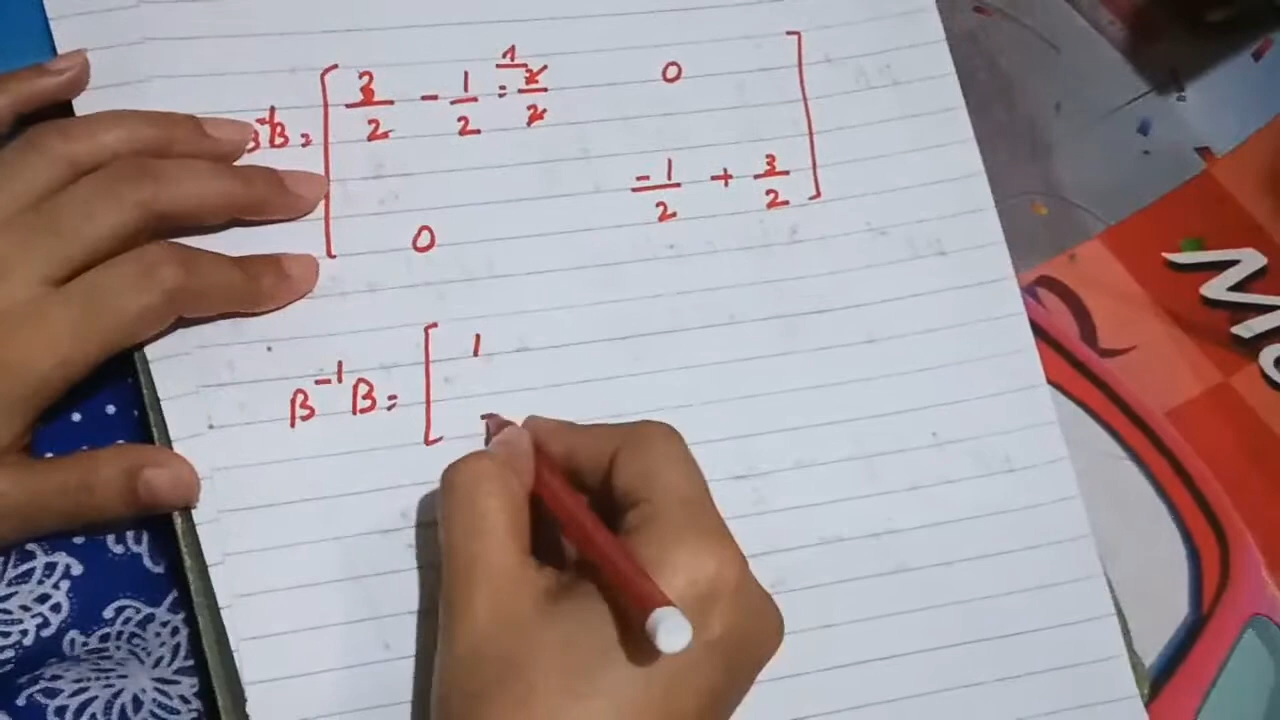 B⁻¹B = [ 3/2 - 1/2 = 2/2 1 0
0 -1/2 + 3/2 ]
B⁻¹B = [ 1